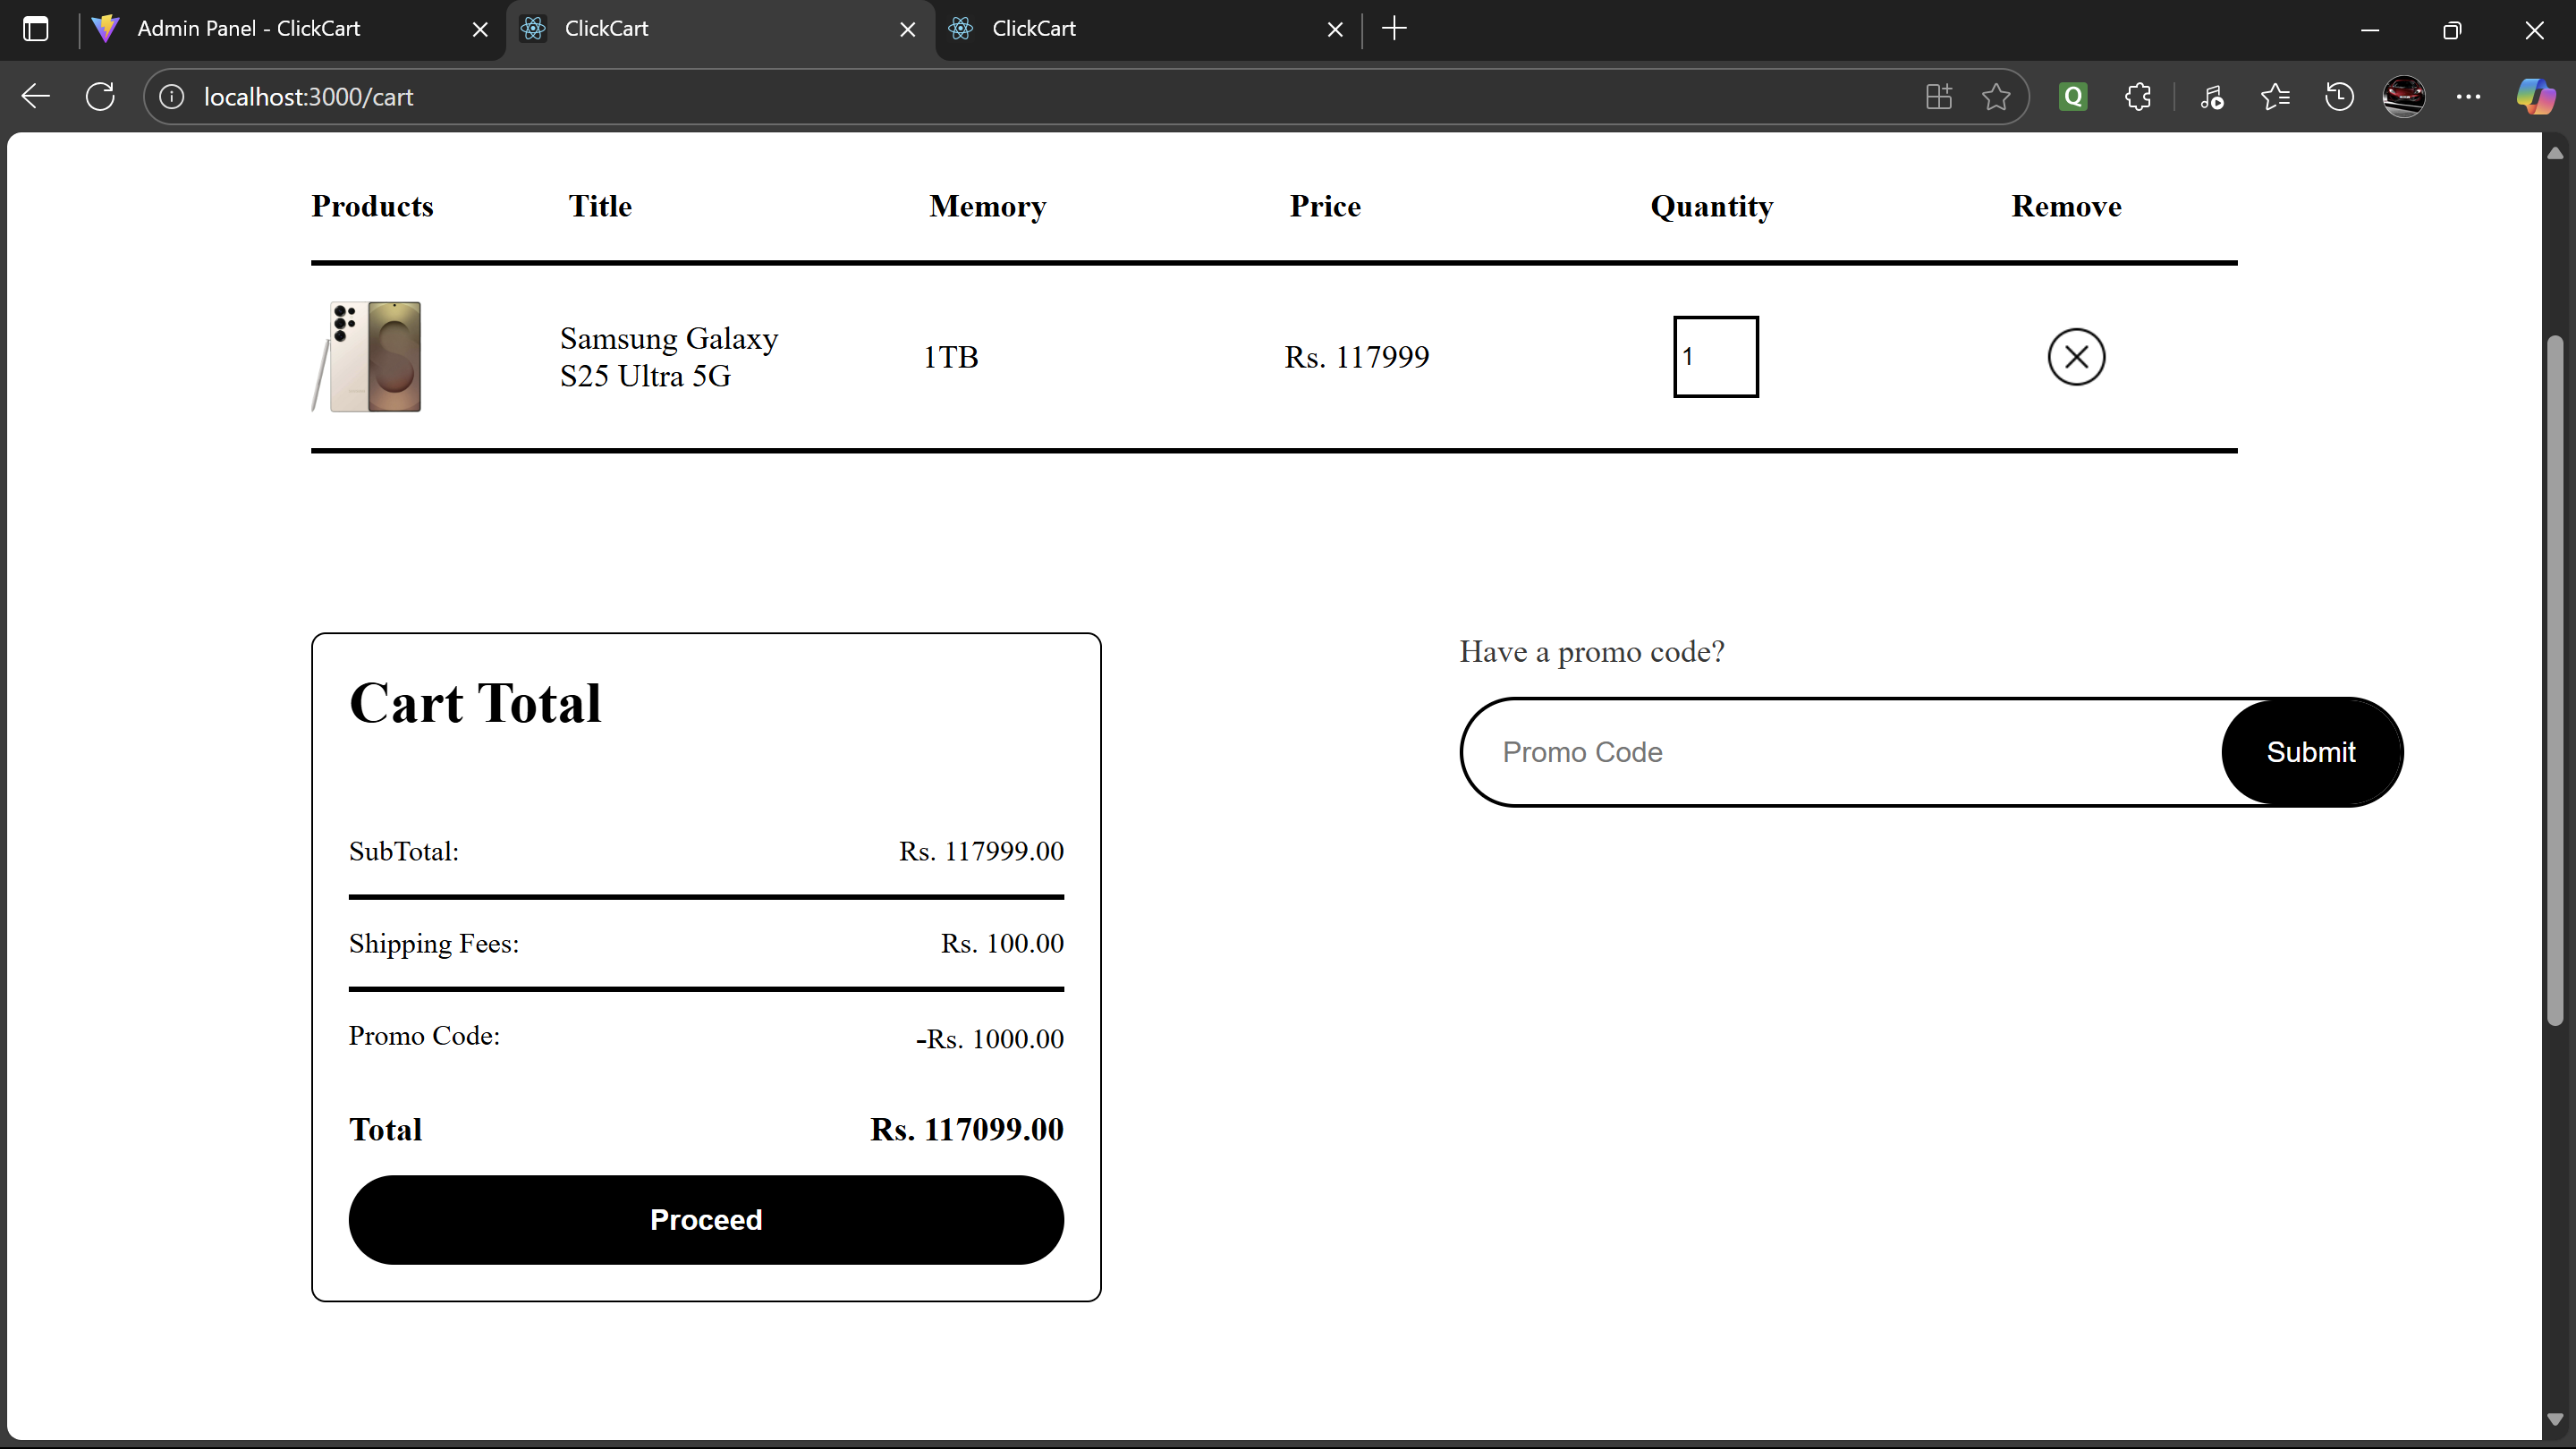 Admin Panel - ClickCart
ClickCart
ClickCart
localhost:3000/cart
Q
Products Title Memory Price Quantity Remove
Samsung Galaxy
S25 Ultra 5G
1TB
Rs. 117999
1
Cart Total
SubTotal: Rs. 117999.00
Shipping Fees: Rs. 100.00
Promo Code: -Rs. 1000.00
Total Rs. 117099.00
Proceed
Have a promo code?
Promo Code
Submit